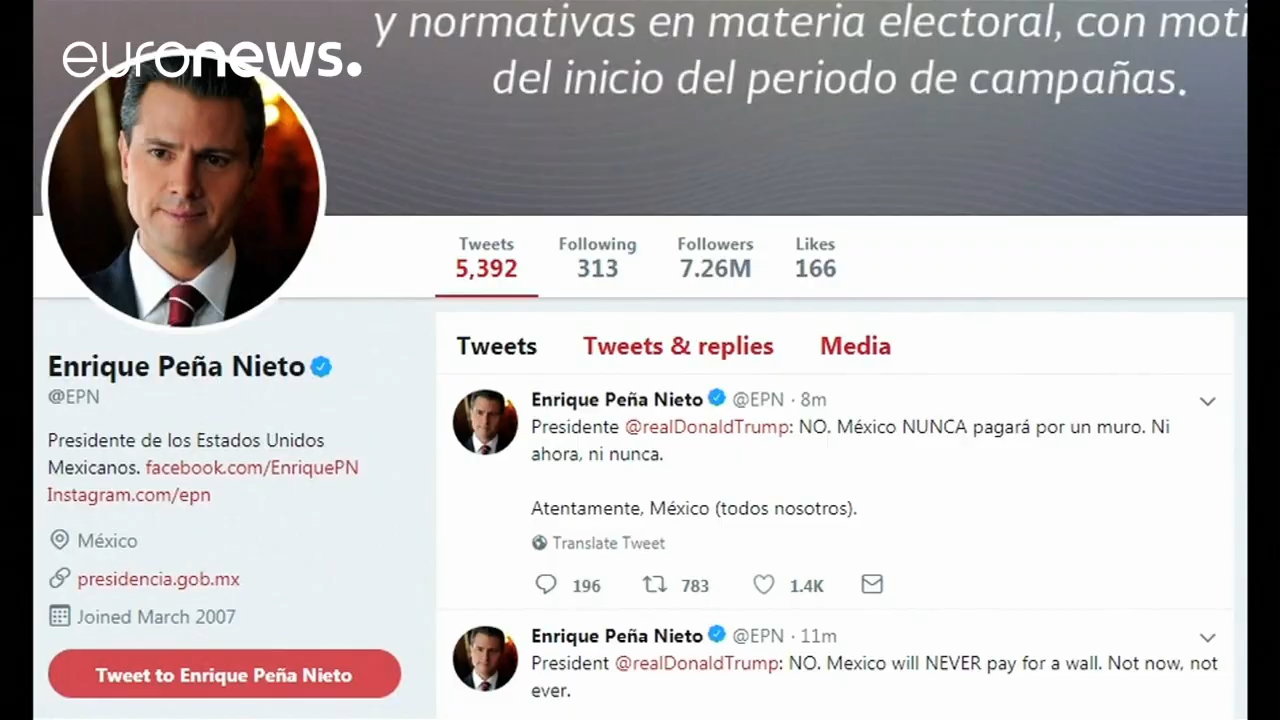 y normativas en materia electoral, con moti
euronews.
del inicio del periodo de campañas.
Tweets Following Followers Likes
5,392 313 7.26M 166
Enrique Peña Nieto
@EPN
Presidente de los Estados Unidos
Mexicanos. facebook.com/EnriquePN
Instagram.com/epn
México
presidencia.gob.mx
Joined March 2007
Tweet to Enrique Peña Nieto
Tweets Tweets & replies Media
Enrique Peña Nieto @EPN · 8m
Presidente @realDonaldTrump: NO. México NUNCA pagará por un muro. Ni
ahora, ni nunca.
Atentamente, México (todos nosotros).
Translate Tweet
196 783 1.4K
Enrique Peña Nieto @EPN · 11m
President @realDonaldTrump: NO. Mexico will NEVER pay for a wall. Not now, not
ever.